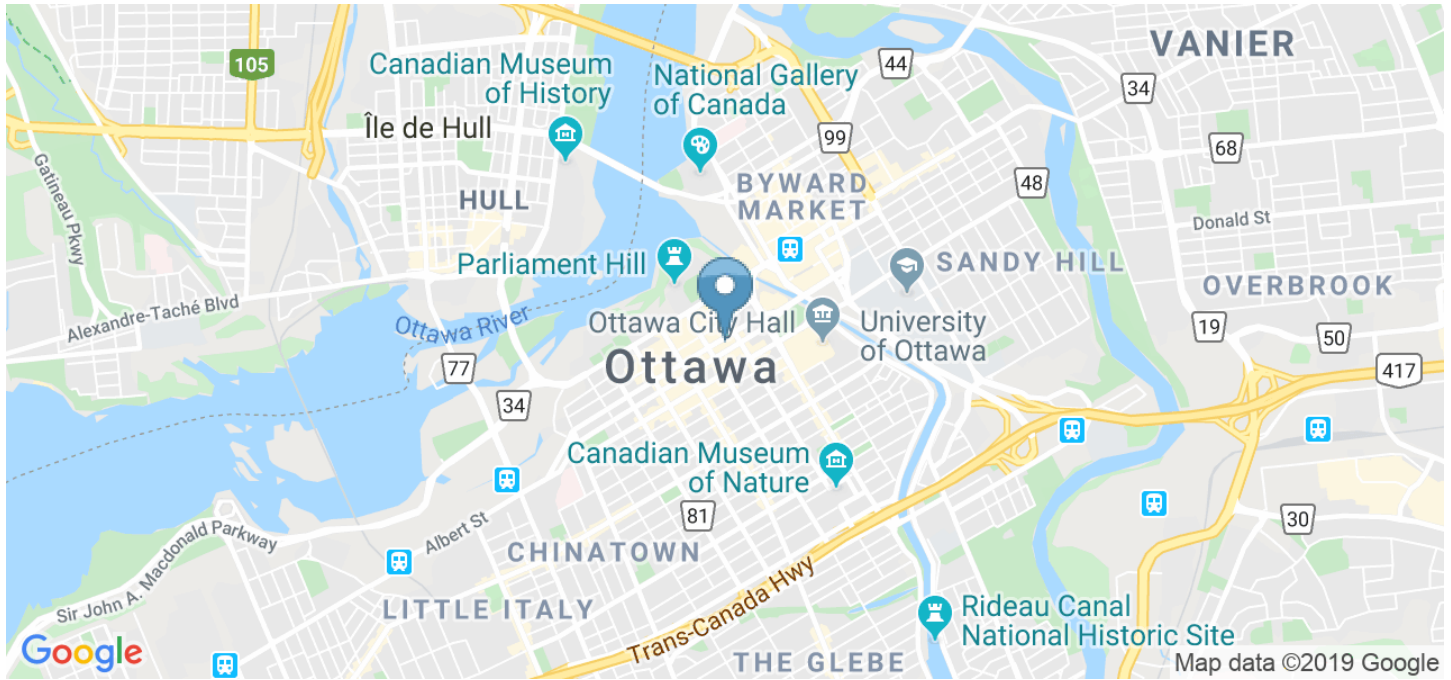 VANIER
44
105
Canadian Museum
of History
National Gallery
of Canada
34
Île de Hull
99
68
Gatineau Pkwy
HULL
BYWARD
MARKET
48
Donald St
Parliament Hill
SANDY HILL
OVERBROOK
Alexandre-Taché Blvd
Ottawa River
Ottawa City Hall
University
of Ottawa
19
50
77
Ottawa
417
34
Canadian Museum
of Nature
81
30
Albert St
CHINATOWN
Sir John A. Macdonald Parkway
LITTLE ITALY
Trans-Canada Hwy
Rideau Canal
National Historic Site
Google
THE GLEBE
Map data ©2019 Google